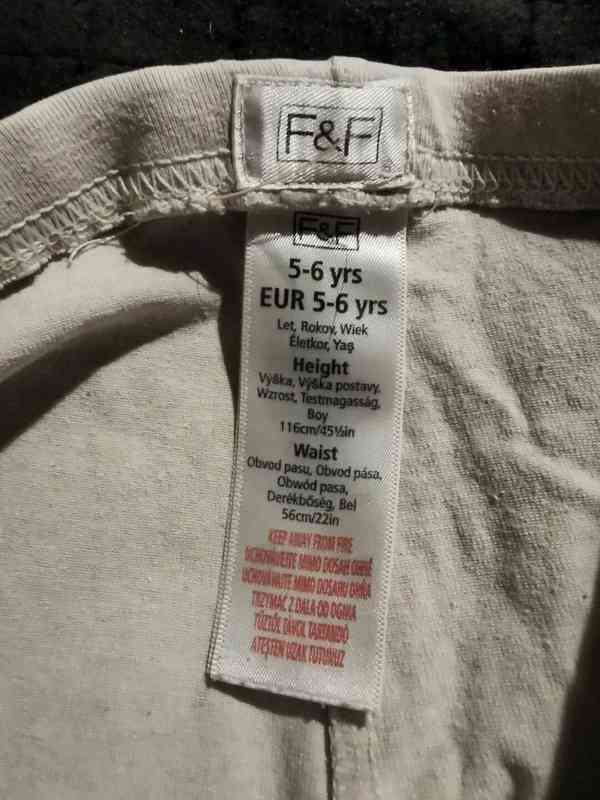 F&F
F&F
5-6 yrs
EUR 5-6 yrs
Let, Rokov, Wiek
Életkor, Yaş
Height
Výška, Výška postavy,
Wzrost, Testmagasság,
Boy
116cm/45½in
Waist
Obvod pasu, Obvod pása,
Obwód pasa,
Derékbőség, Bel
56cm/22in
KEEP AWAY FROM FIRE
UCHOVÁVEJTE MIMO DOSAH OHNĚ
UCHOVÁVAJTE MIMO DOSAHU OHŇA
TRZYMAĆ Z DALA OD OGNIA
TŰZTŐL TÁVOL TARTANDÓ
ATEŞTEN UZAK TUTUNUZ